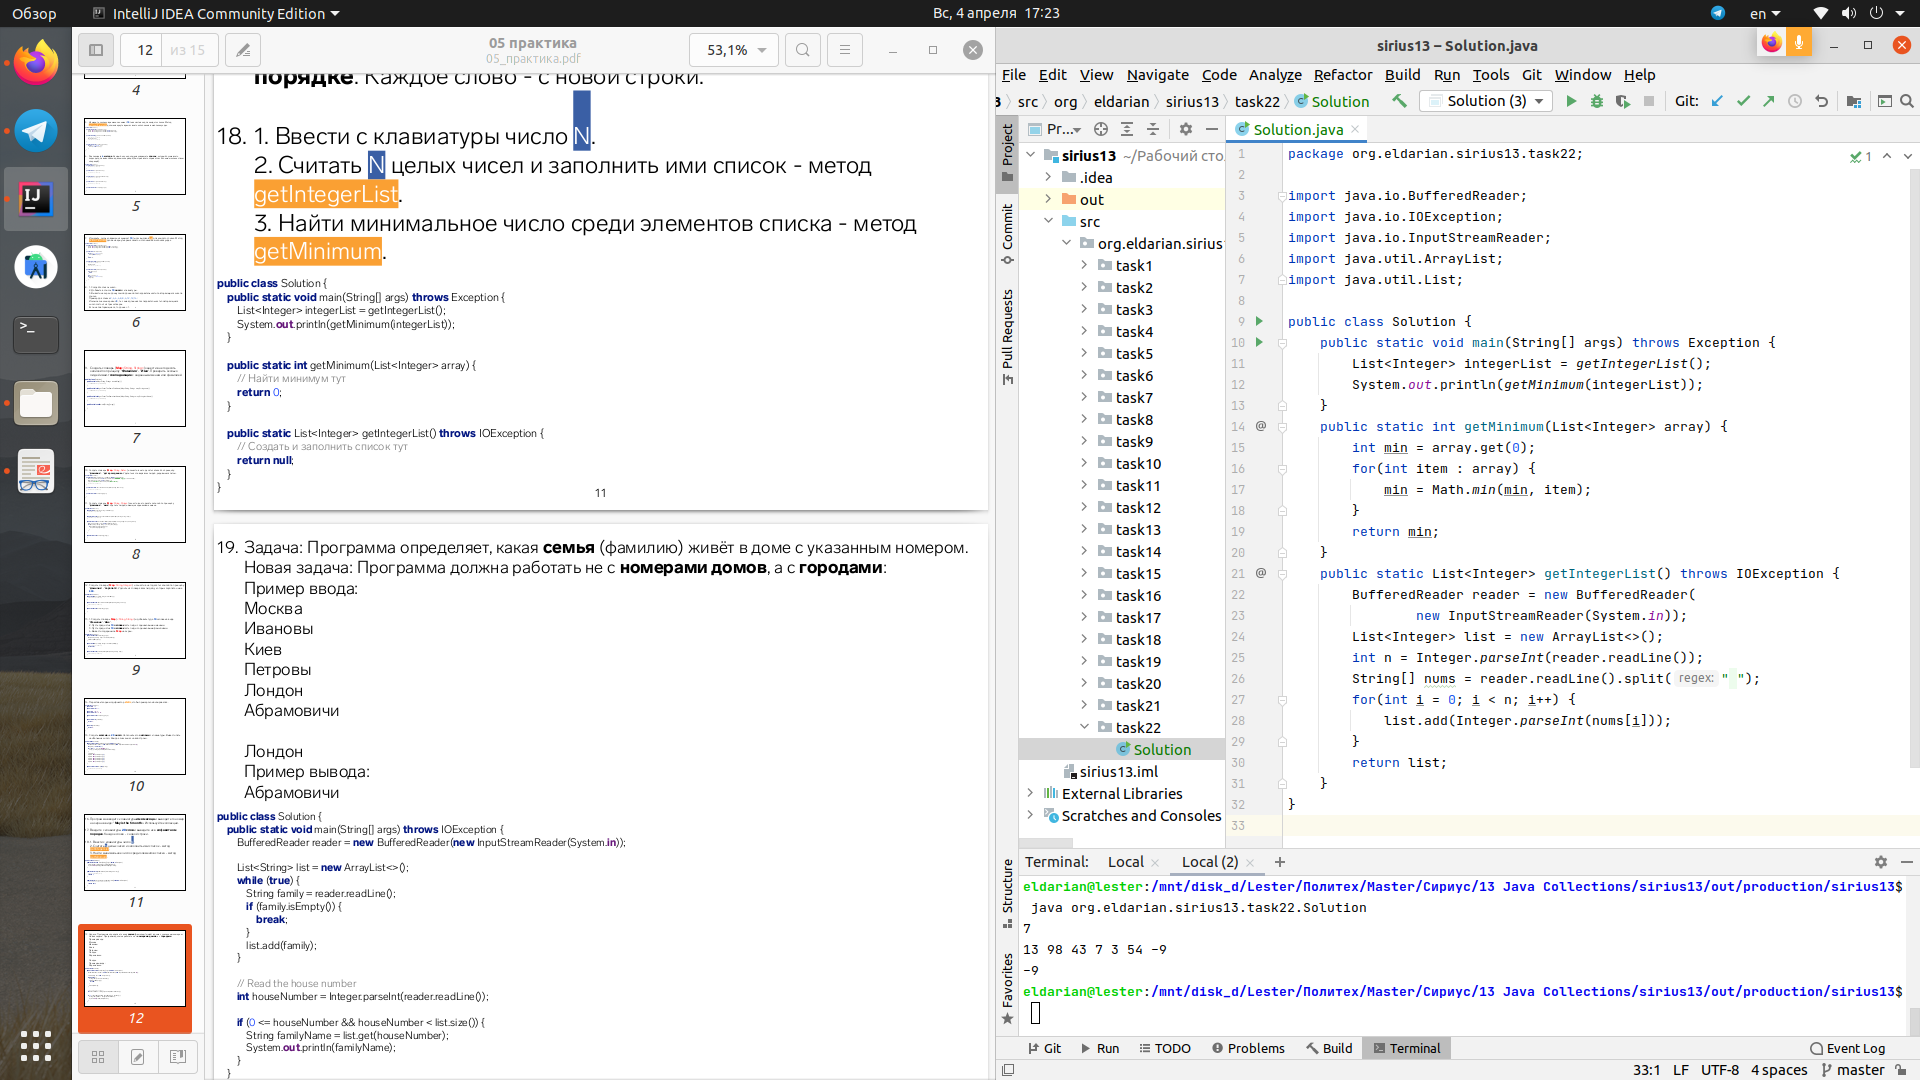 Обзор
IntelliJ IDEA Community Edition
Вс, 4 апреля 17:23
en
12
из 15
05 практика
05_практика.pdf
53,1%
4
5
6
7
8
9
10
11
12
порядке. Каждое слово - с новой строки.
18. 1. Ввести с клавиатуры число N.
2. Считать N целых чисел и заполнить ими список - метод
getIntegerList.
3. Найти минимальное число среди элементов списка - метод
getMinimum.
public class Solution {
public static void main(String[] args) throws Exception {
List<Integer> integerList = getIntegerList();
System.out.println(getMinimum(integerList));
}
public static int getMinimum(List<Integer> array) {
// Найти минимум тут
return 0;
}
public static List<Integer> getIntegerList() throws IOException {
// Создать и заполнить список тут
return null;
}
}
11
19. Задача: Программа определяет, какая семья (фамилию) живёт в доме с указанным номером.
Новая задача: Программа должна работать не с номерами домов, а с городами:
Пример ввода:
Москва
Ивановы
Киев
Петровы
Лондон
Абрамовичи
Лондон
Пример вывода:
Абрамовичи
public class Solution {
public static void main(String[] args) throws IOException {
BufferedReader reader = new BufferedReader(new InputStreamReader(System.in));
List<String> list = new ArrayList<>();
while (true) {
String family = reader.readLine();
if (family.isEmpty()) {
break;
}
list.add(family);
}
// Read the house number
int houseNumber = Integer.parseInt(reader.readLine());
if (0 <= houseNumber && houseNumber < list.size()) {
String familyName = list.get(houseNumber);
System.out.println(familyName);
}
}
sirius13 – Solution.java
File Edit View Navigate Code Analyze Refactor Build Run Tools Git Window Help
3 src org eldarian sirius13 task22 Solution
Solution (3)
Git:
Project
Commit
Pull Requests
Structure
Favorites
Pr...
sirius13 ~/Рабочий сто
.idea
out
src
org.eldarian.sirius
task1
task2
task3
task4
task5
task6
task7
task8
task9
task10
task11
task12
task13
task14
task15
task16
task17
task18
task19
task20
task21
task22
Solution
sirius13.iml
External Libraries
Scratches and Consoles
Solution.java
1
1 package org.eldarian.sirius13.task22;
2
3 import java.io.BufferedReader;
4 import java.io.IOException;
5 import java.io.InputStreamReader;
6 import java.util.ArrayList;
7 import java.util.List;
8
9 public class Solution {
10 public static void main(String[] args) throws Exception {
11 List<Integer> integerList = getIntegerList();
12 System.out.println(getMinimum(integerList));
13 }
14 @ public static int getMinimum(List<Integer> array) {
15 int min = array.get(0);
16 for(int item : array) {
17 min = Math.min(min, item);
18 }
19 return min;
20 }
21 @ public static List<Integer> getIntegerList() throws IOException {
22 BufferedReader reader = new BufferedReader(
23 new InputStreamReader(System.in));
24 List<Integer> list = new ArrayList<>();
25 int n = Integer.parseInt(reader.readLine());
26 String[] nums = reader.readLine().split( regex: " ");
27 for(int i = 0; i < n; i++) {
28 list.add(Integer.parseInt(nums[i]));
29 }
30 return list;
31 }
32 }
33
Terminal: Local Local (2)
eldarian@lester:/mnt/disk_d/Lester/Политех/Master/Сириус/13 Java Collections/sirius13/out/production/sirius13$
java org.eldarian.sirius13.task22.Solution
7
13 98 43 7 3 54 -9
-9
eldarian@lester:/mnt/disk_d/Lester/Политех/Master/Сириус/13 Java Collections/sirius13/out/production/sirius13$
Git Run TODO Problems Build Terminal Event Log
33:1 LF UTF-8 4 spaces master